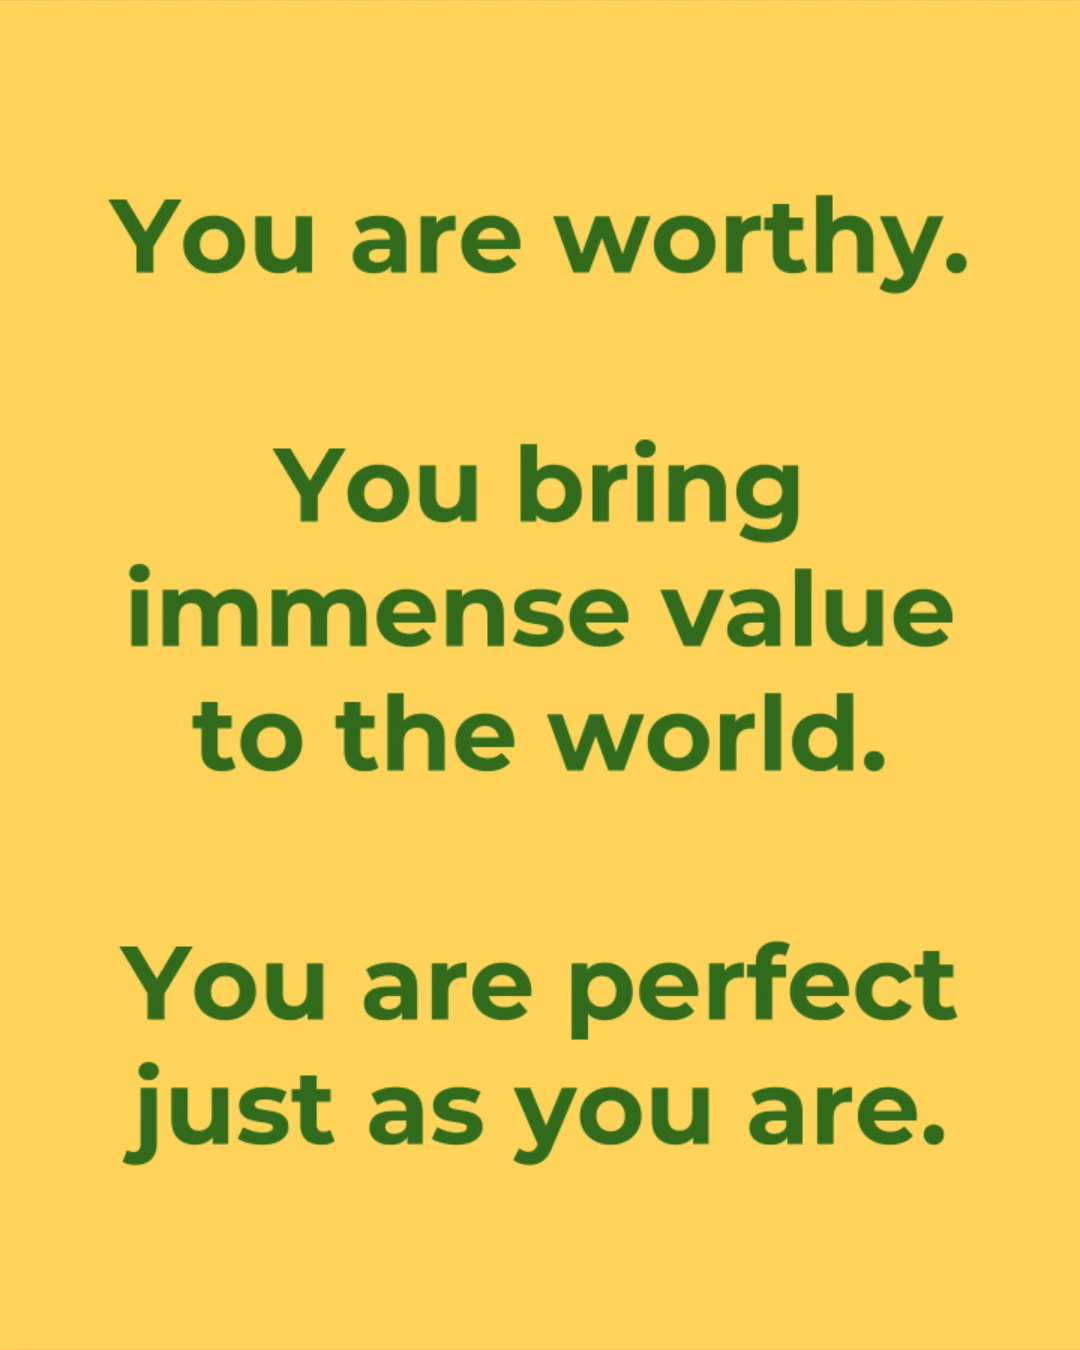 You are worthy.
You bring
immense value
to the world.
You are perfect
just as you are.